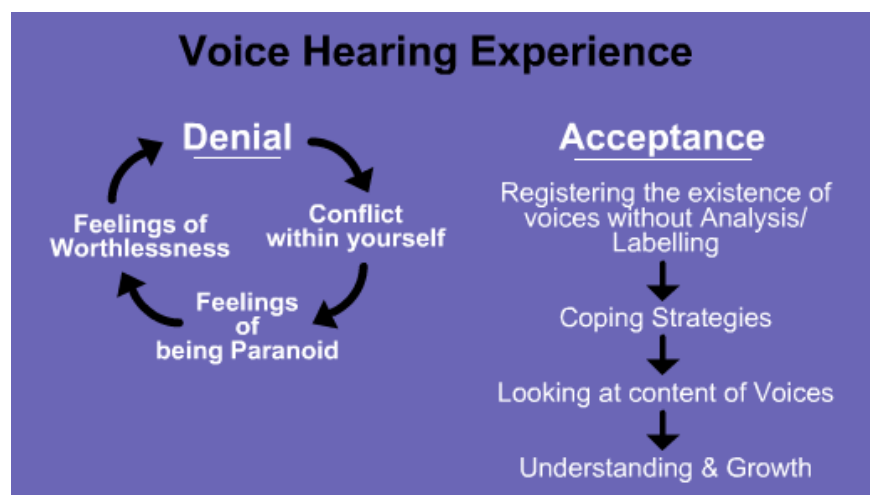 Voice Hearing Experience
Denial
Conflict
within yourself
Feelings
of
being Paranoid
Feelings of
Worthlessness
Acceptance
Registering the existence of
voices without Analysis/
Labelling
Coping Strategies
Looking at content of Voices
Understanding & Growth